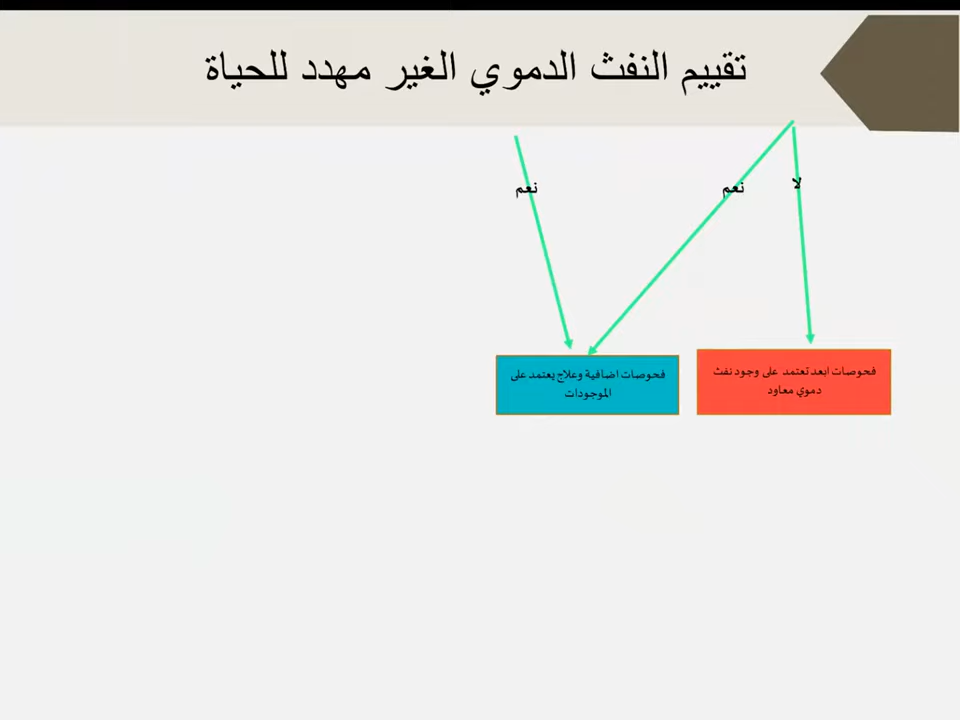 تقييم النفث الدموي الغير مهدد للحياة
لا
نعم
نعم
فحوصات ابعد تعتمد على وجود نفث
دموي معاود
فحوصات اضافية وعلاج يعتمد على
الموجودات